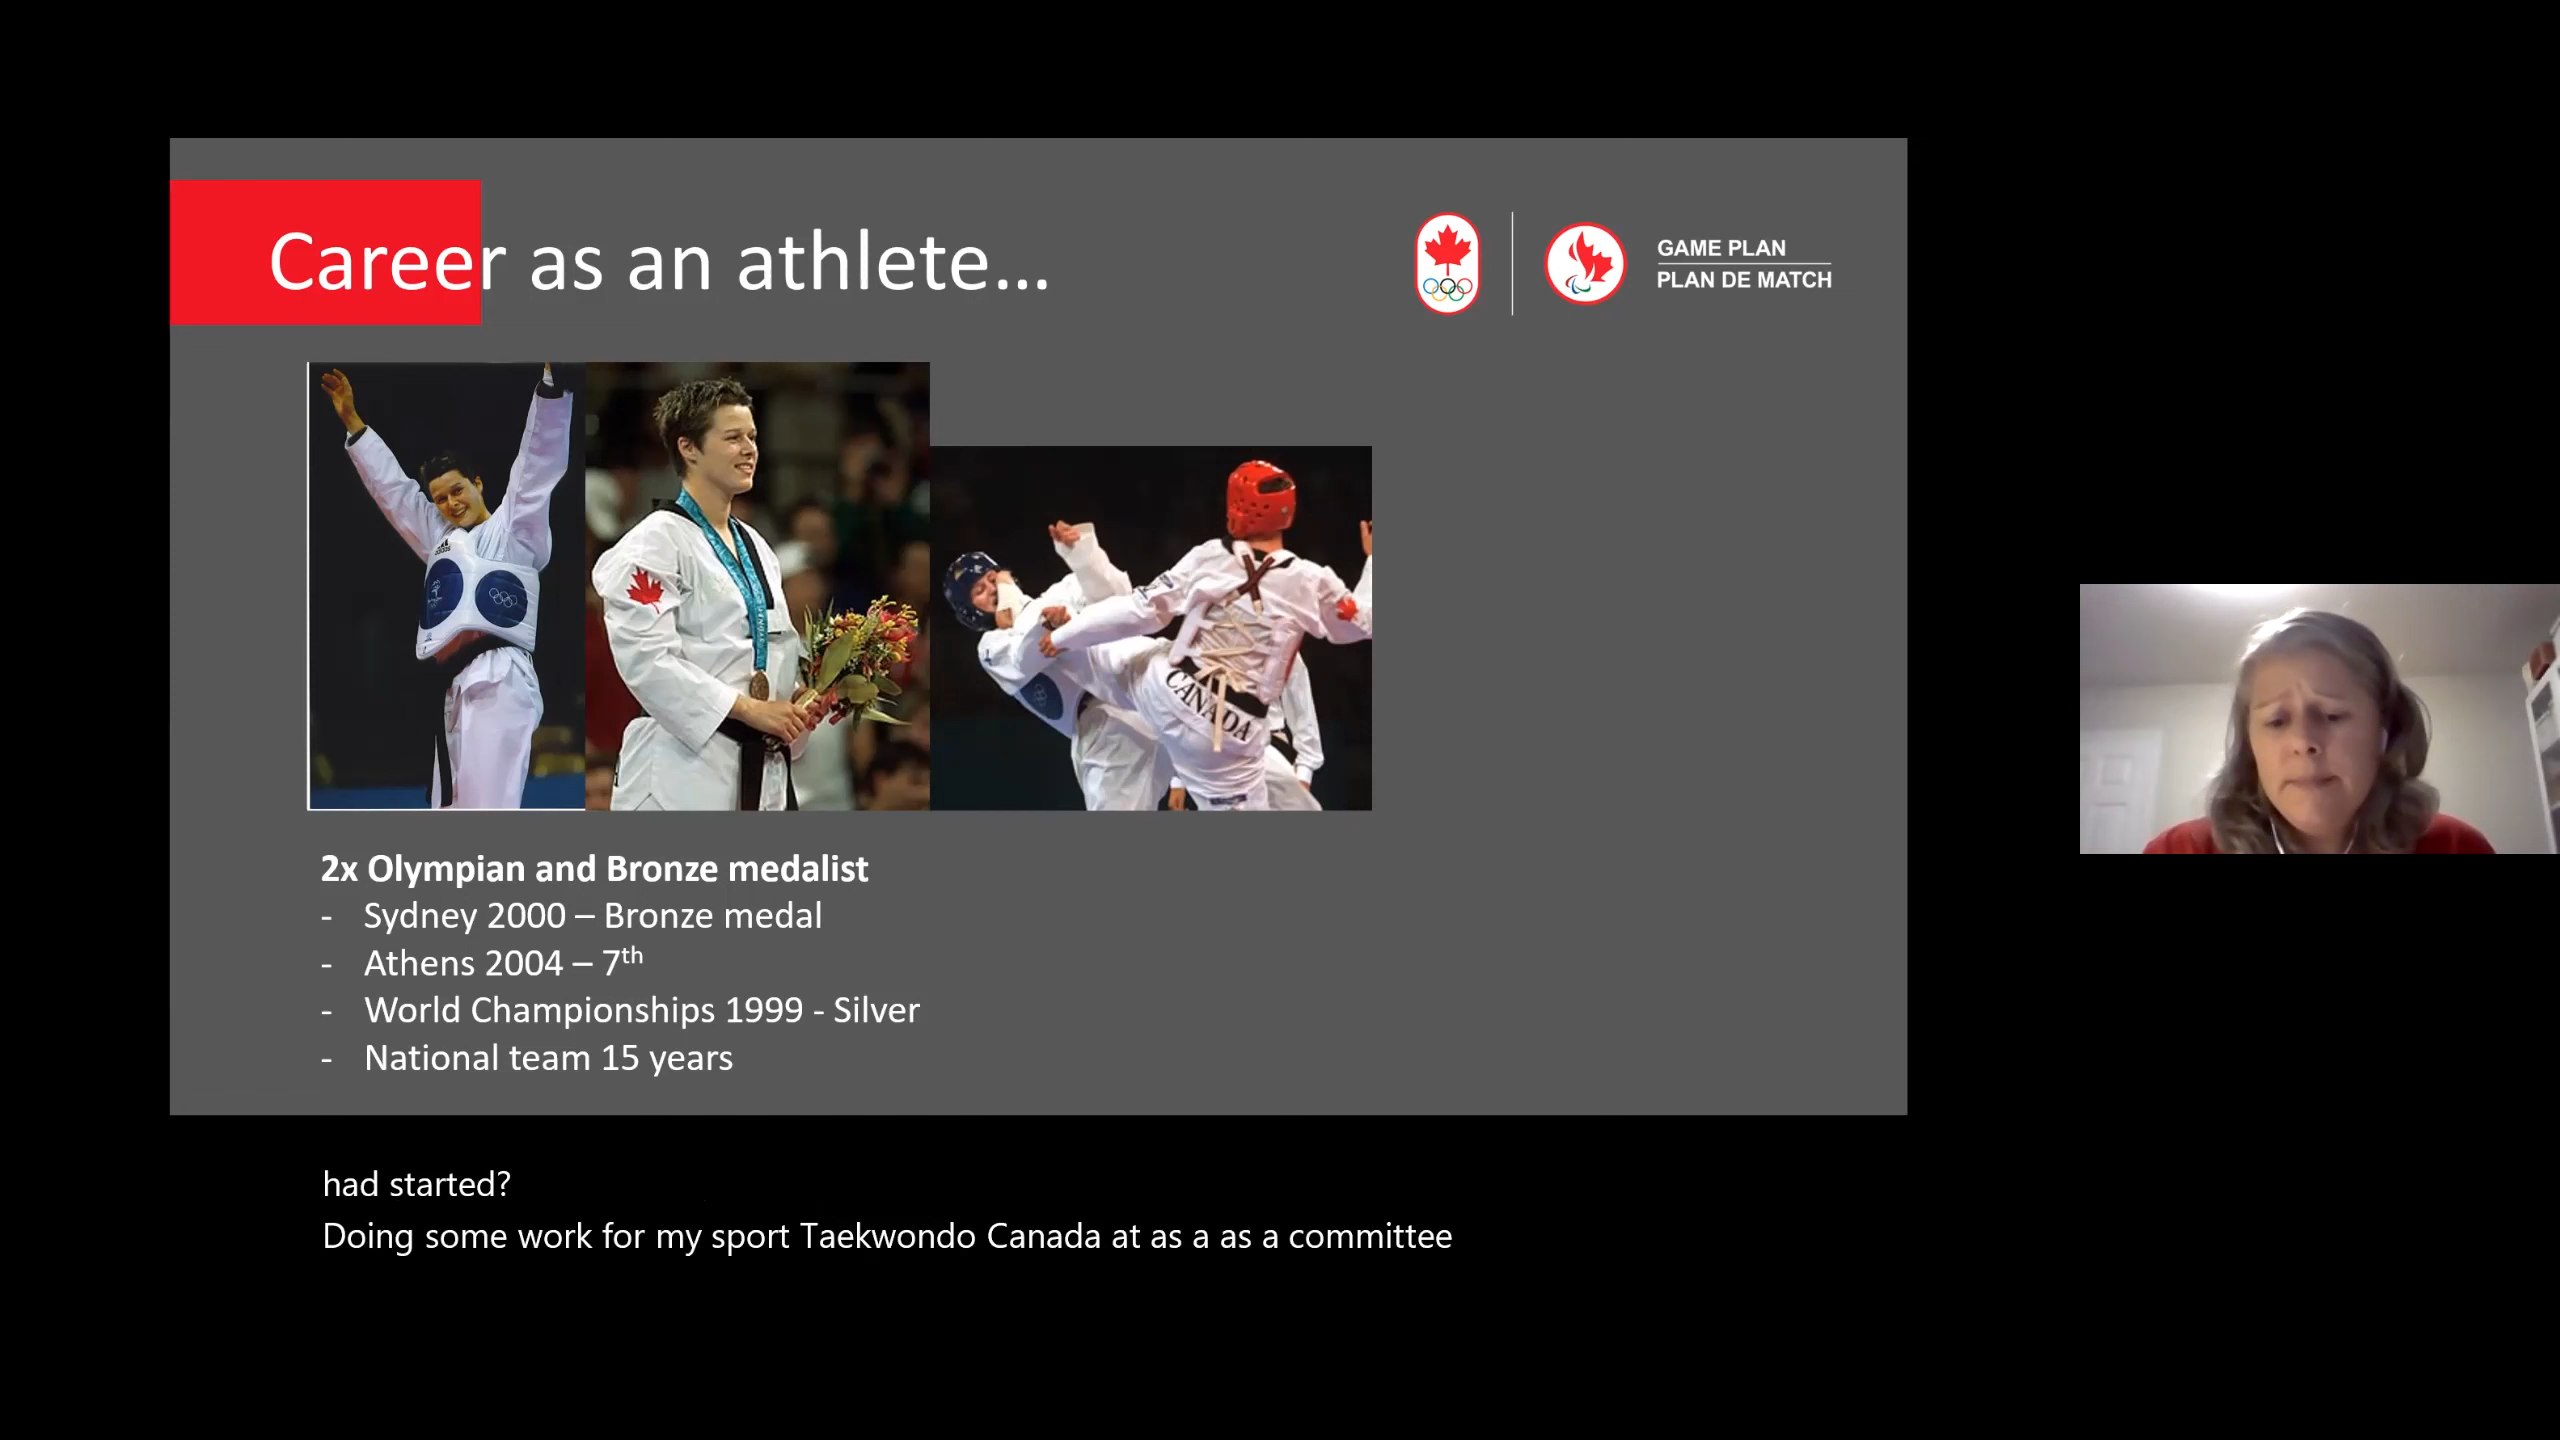 Career as an athlete...
GAME PLAN
PLAN DE MATCH
adidas
CANADA
2x Olympian and Bronze medalist
- Sydney 2000 – Bronze medal
- Athens 2004 – 7th
- World Championships 1999 - Silver
- National team 15 years
had started?
Doing some work for my sport Taekwondo Canada at as a as a committee